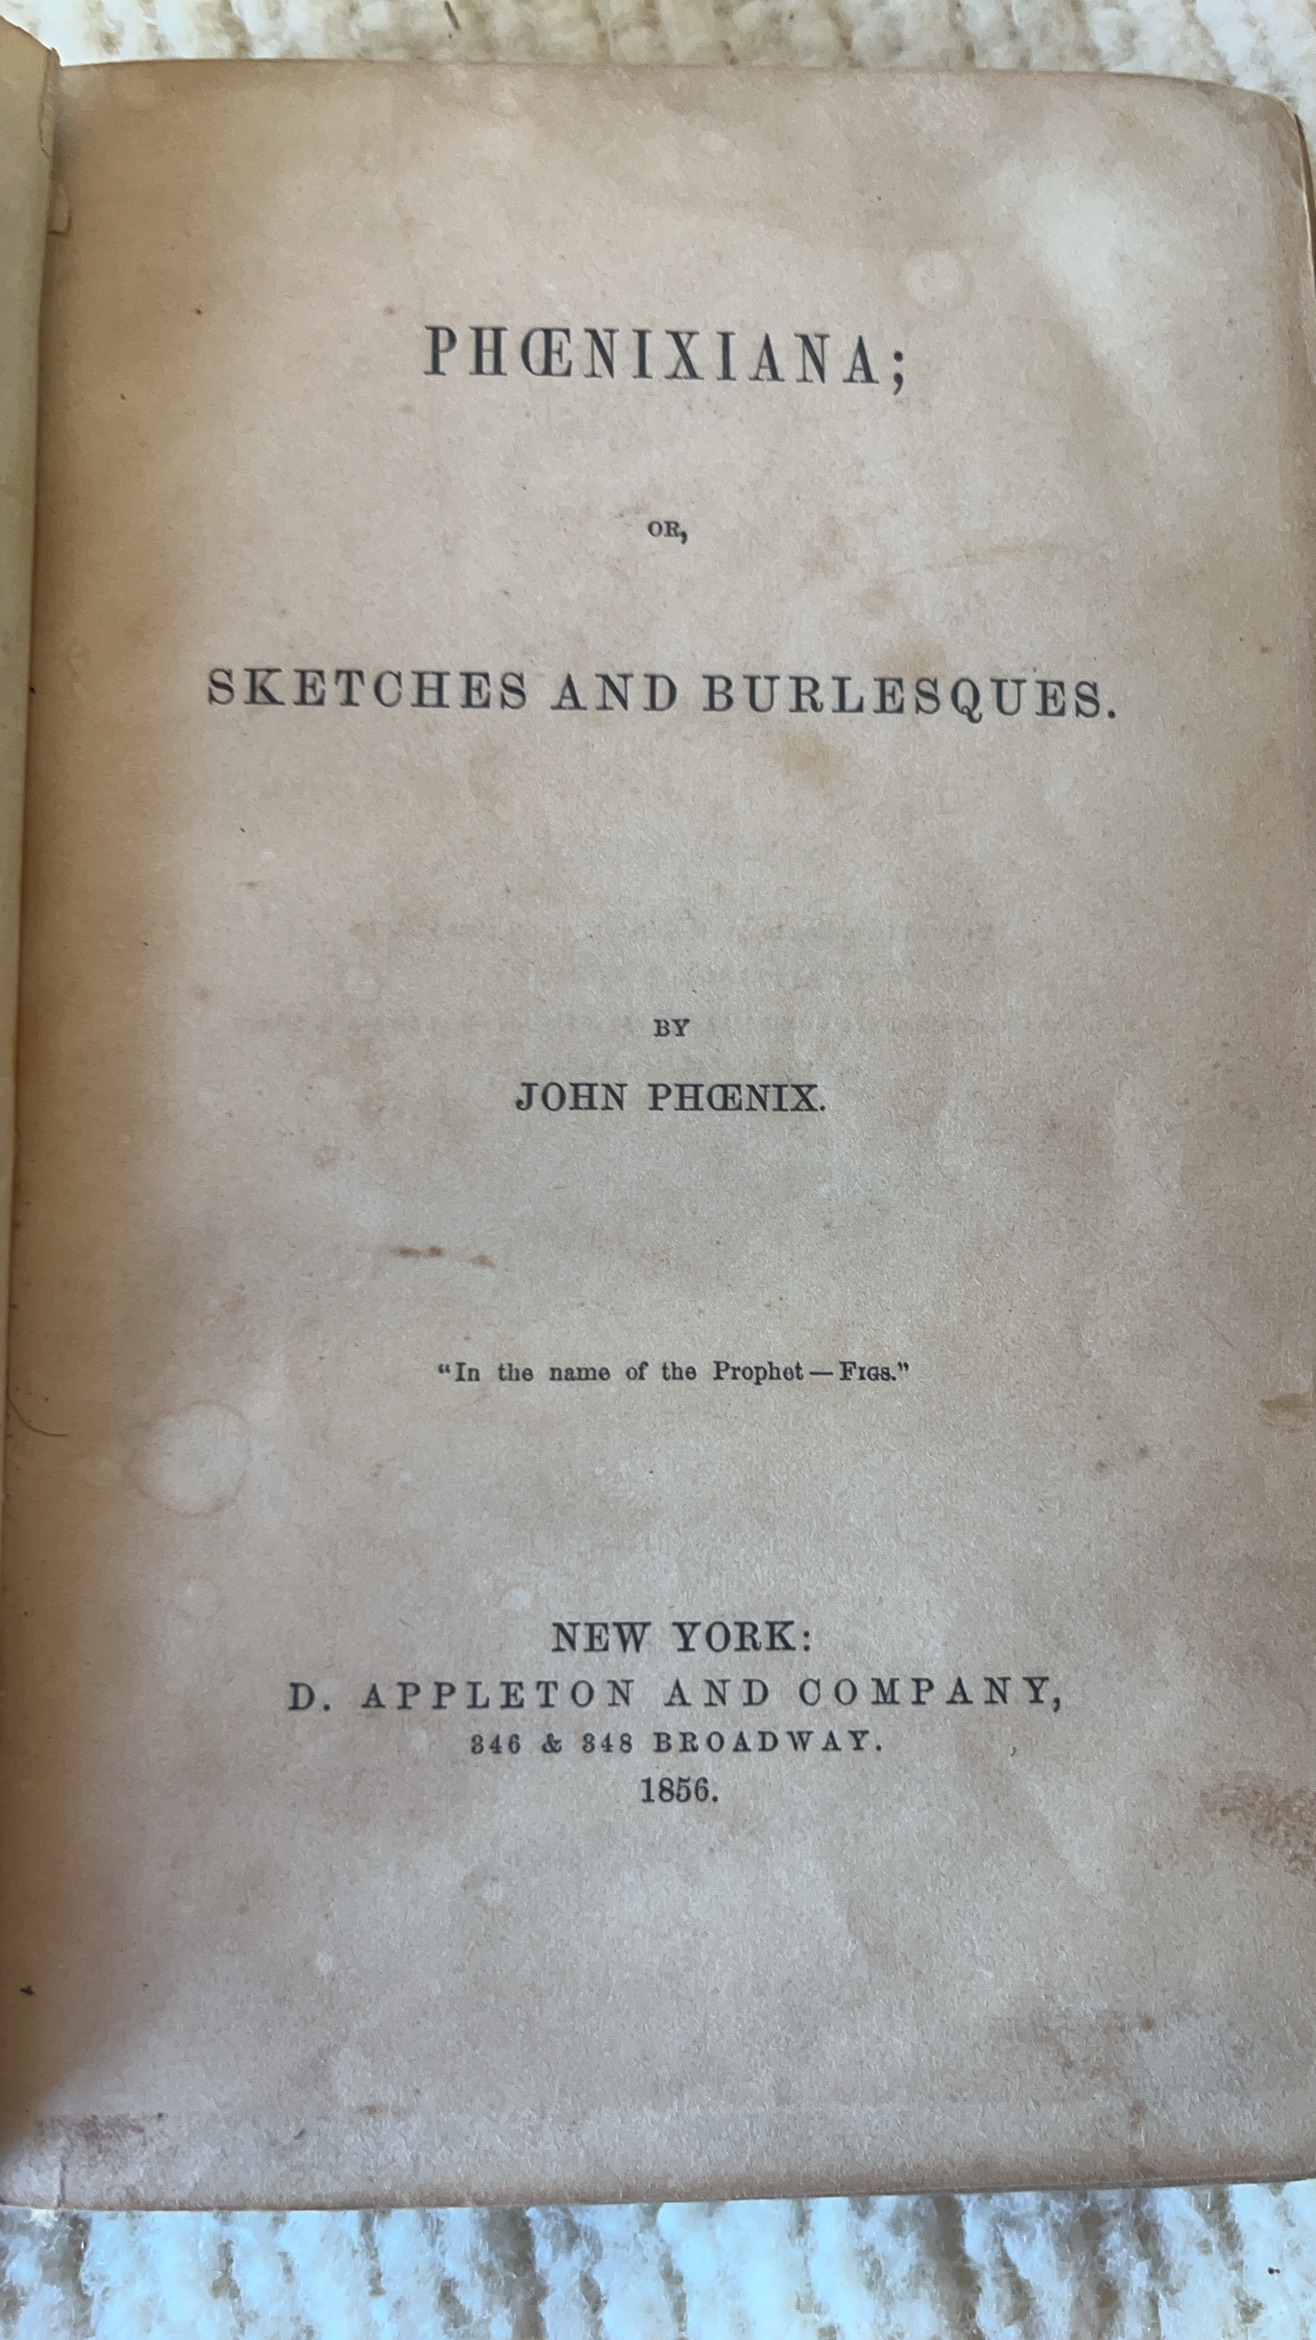 PHŒNIXIANA;
OR,
SKETCHES AND BURLESQUES.
BY
JOHN PHŒNIX.
“In the name of the Prophet — FIGS.”
NEW YORK:
D. APPLETON AND COMPANY,
346 & 348 BROADWAY.
1856.